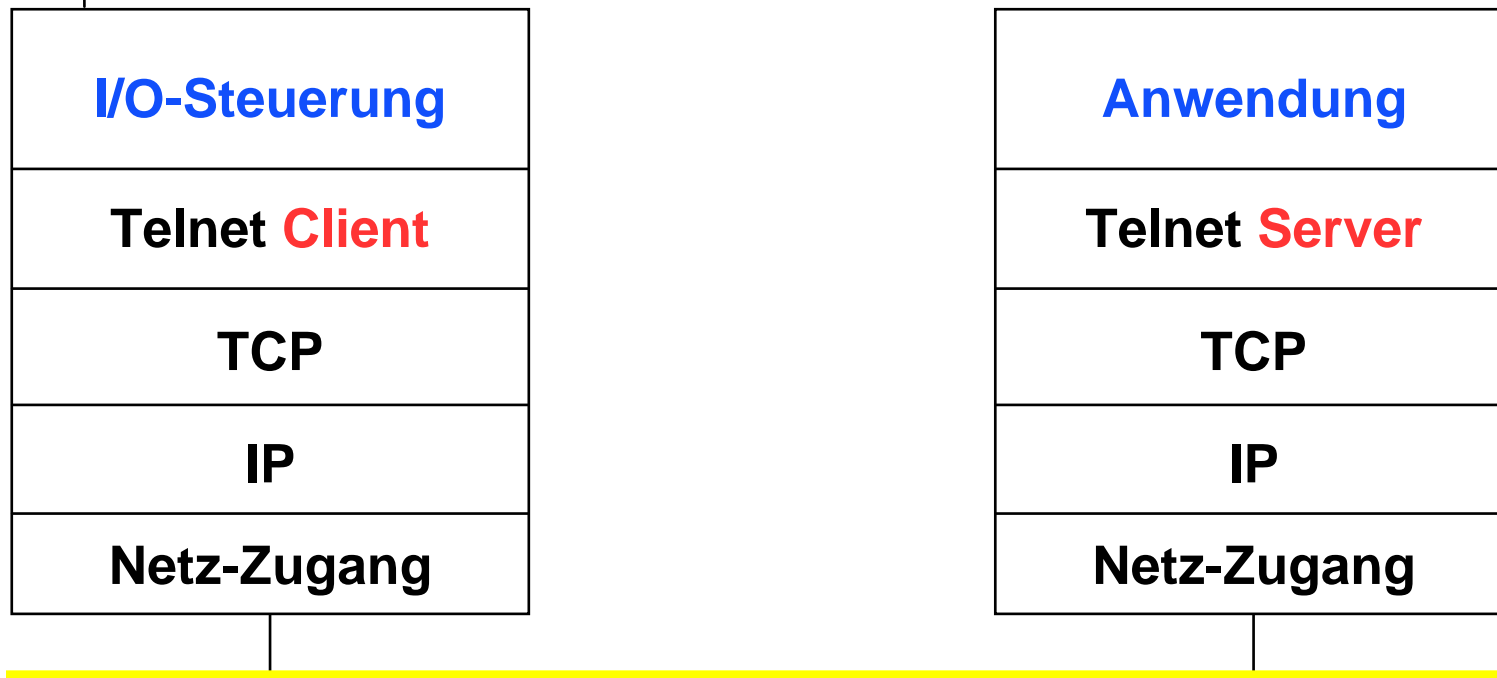 I/O-Steuerung
Telnet Client
TCP
IP
Netz-Zugang
Anwendung
Telnet Server
TCP
IP
Netz-Zugang